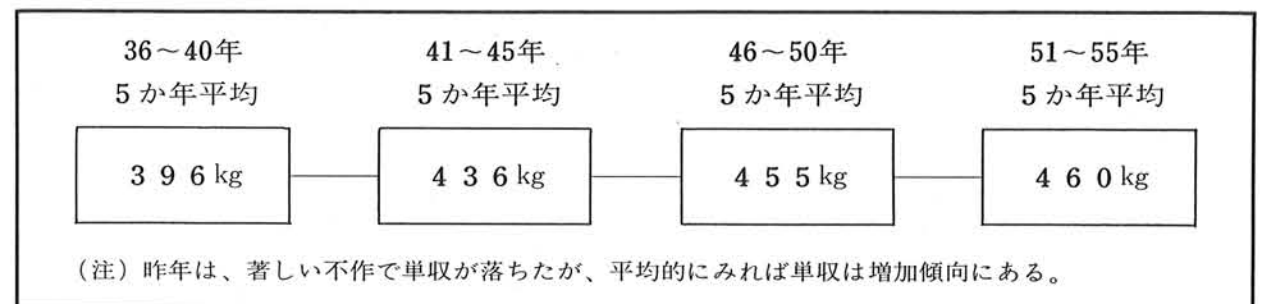 36～40年 41～45年 46～50年 51～55年
5か年平均 5か年平均 5か年平均 5か年平均
396kg 436kg 455kg 460kg
（注）昨年は、著しい不作で単収が落ちたが、平均的にみれば単収は増加傾向にある。